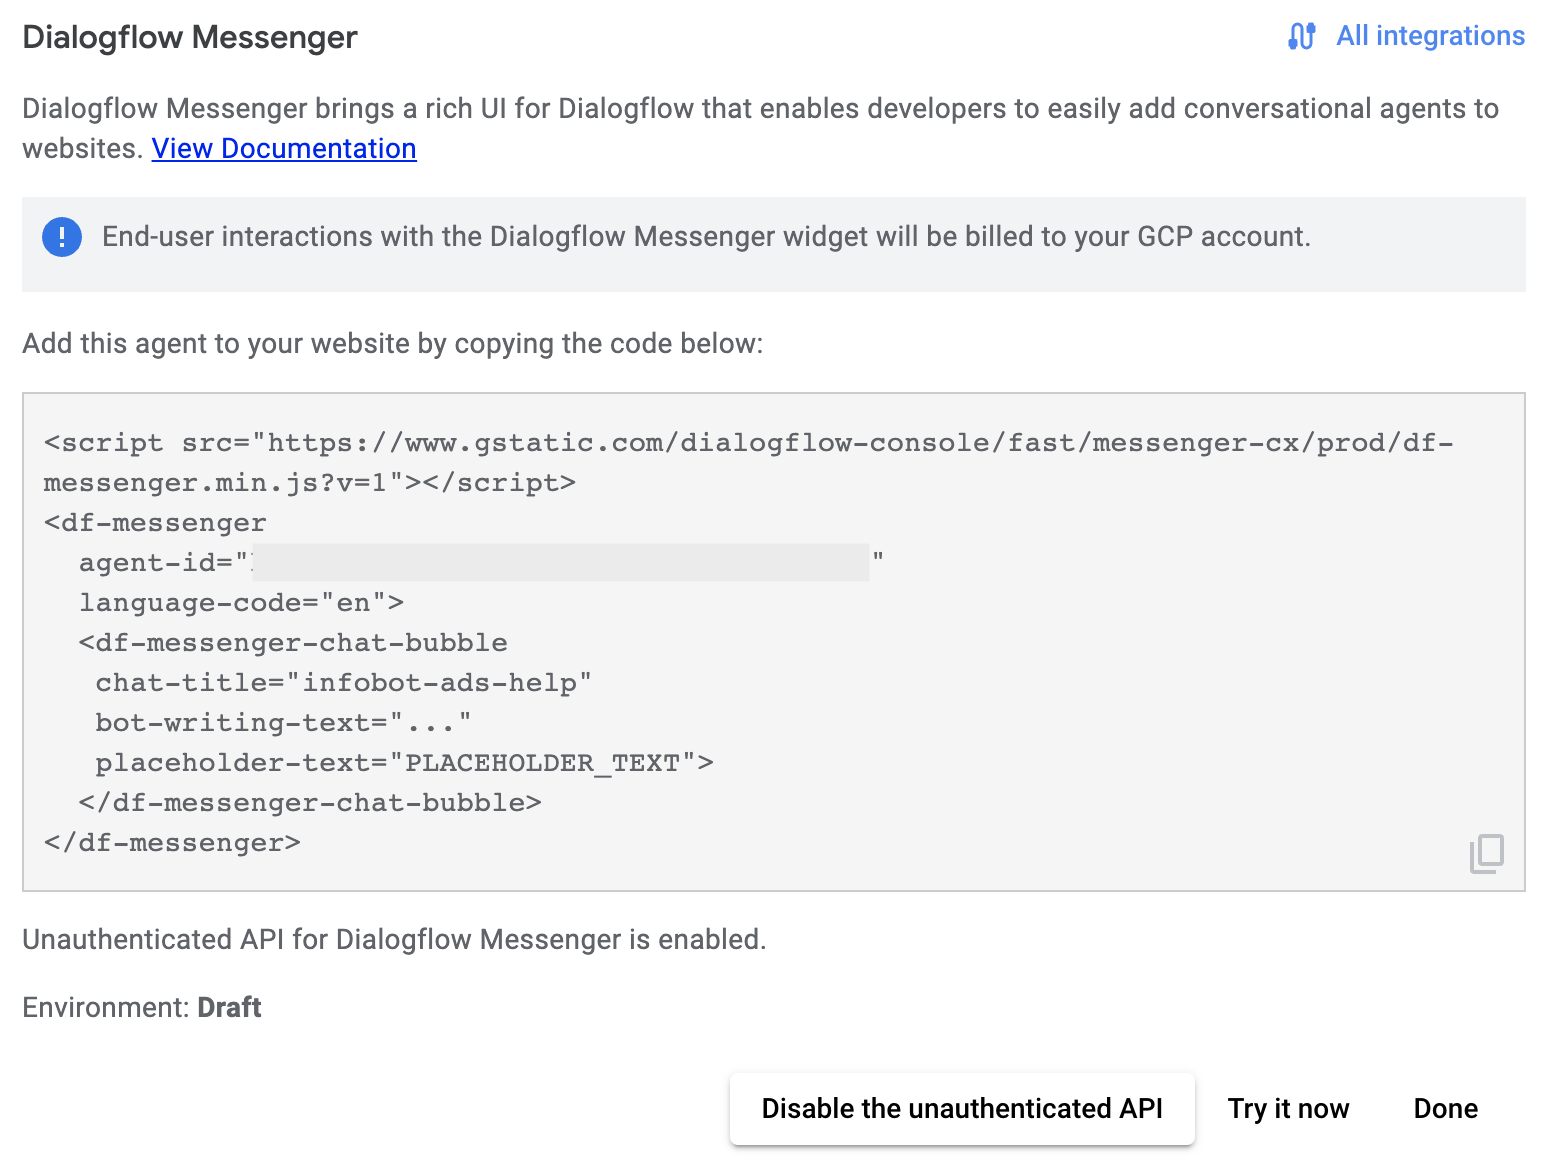 Dialogflow Messenger
All integrations
Dialogflow Messenger brings a rich UI for Dialogflow that enables developers to easily add conversational agents to
websites. View Documentation
End-user interactions with the Dialogflow Messenger widget will be billed to your GCP account.
Add this agent to your website by copying the code below:
<script src="https://www.gstatic.com/dialogflow-console/fast/messenger-cx/prod/df-
messenger.min.js?v=1"></script>
<df-messenger
  agent-id=" "
  language-code="en">
  <df-messenger-chat-bubble
   chat-title="infobot-ads-help"
   bot-writing-text="..."
   placeholder-text="PLACEHOLDER_TEXT">
  </df-messenger-chat-bubble>
</df-messenger>
Unauthenticated API for Dialogflow Messenger is enabled.
Environment: Draft
Disable the unauthenticated API
Try it now
Done